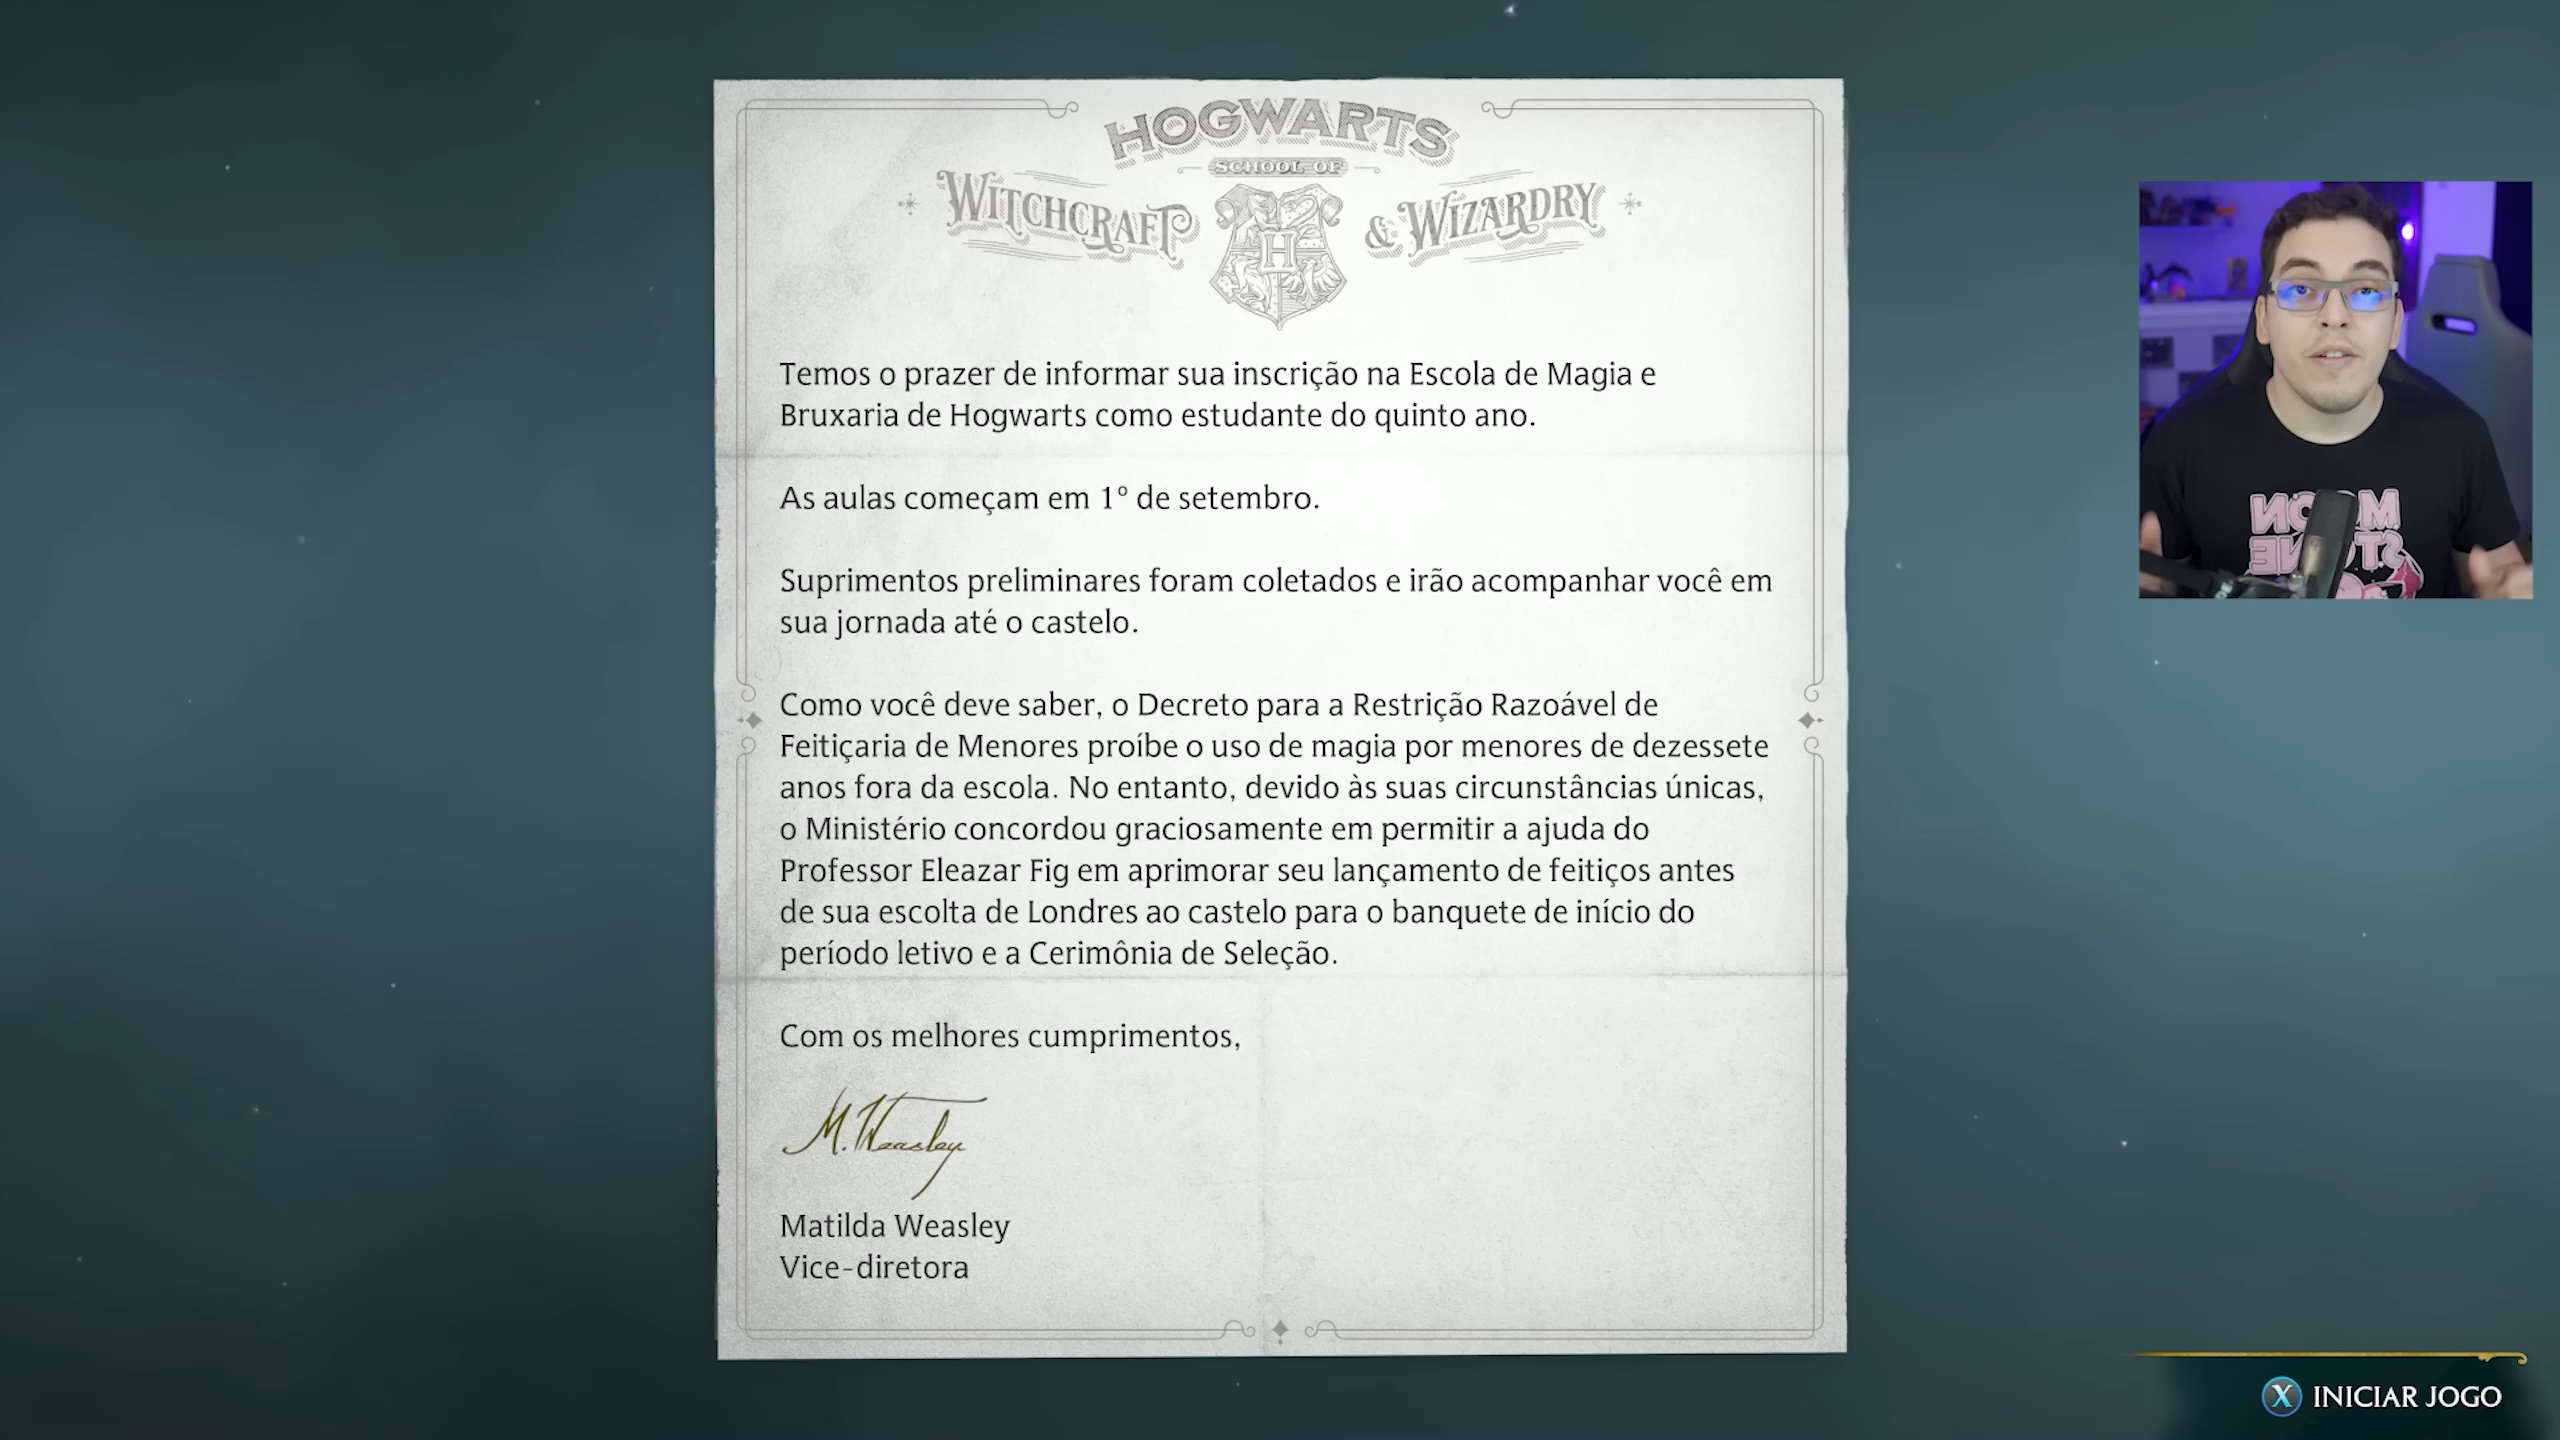 HOGWARTS
SCHOOL OF
WITCHCRAFT & WIZARDRY
H
Temos o prazer de informar sua inscrição na Escola de Magia e
Bruxaria de Hogwarts como estudante do quinto ano.
As aulas começam em 1º de setembro.
Suprimentos preliminares foram coletados e irão acompanhar você em
sua jornada até o castelo.
Como você deve saber, o Decreto para a Restrição Razoável de
Feitiçaria de Menores proíbe o uso de magia por menores de dezessete
anos fora da escola. No entanto, devido às suas circunstâncias únicas,
o Ministério concordou graciosamente em permitir a ajuda do
Professor Eleazar Fig em aprimorar seu lançamento de feitiços antes
de sua escolta de Londres ao castelo para o banquete de início do
período letivo e a Cerimônia de Seleção.
Com os melhores cumprimentos,
M. Weasley
Matilda Weasley
Vice-diretora
X INICIAR JOGO